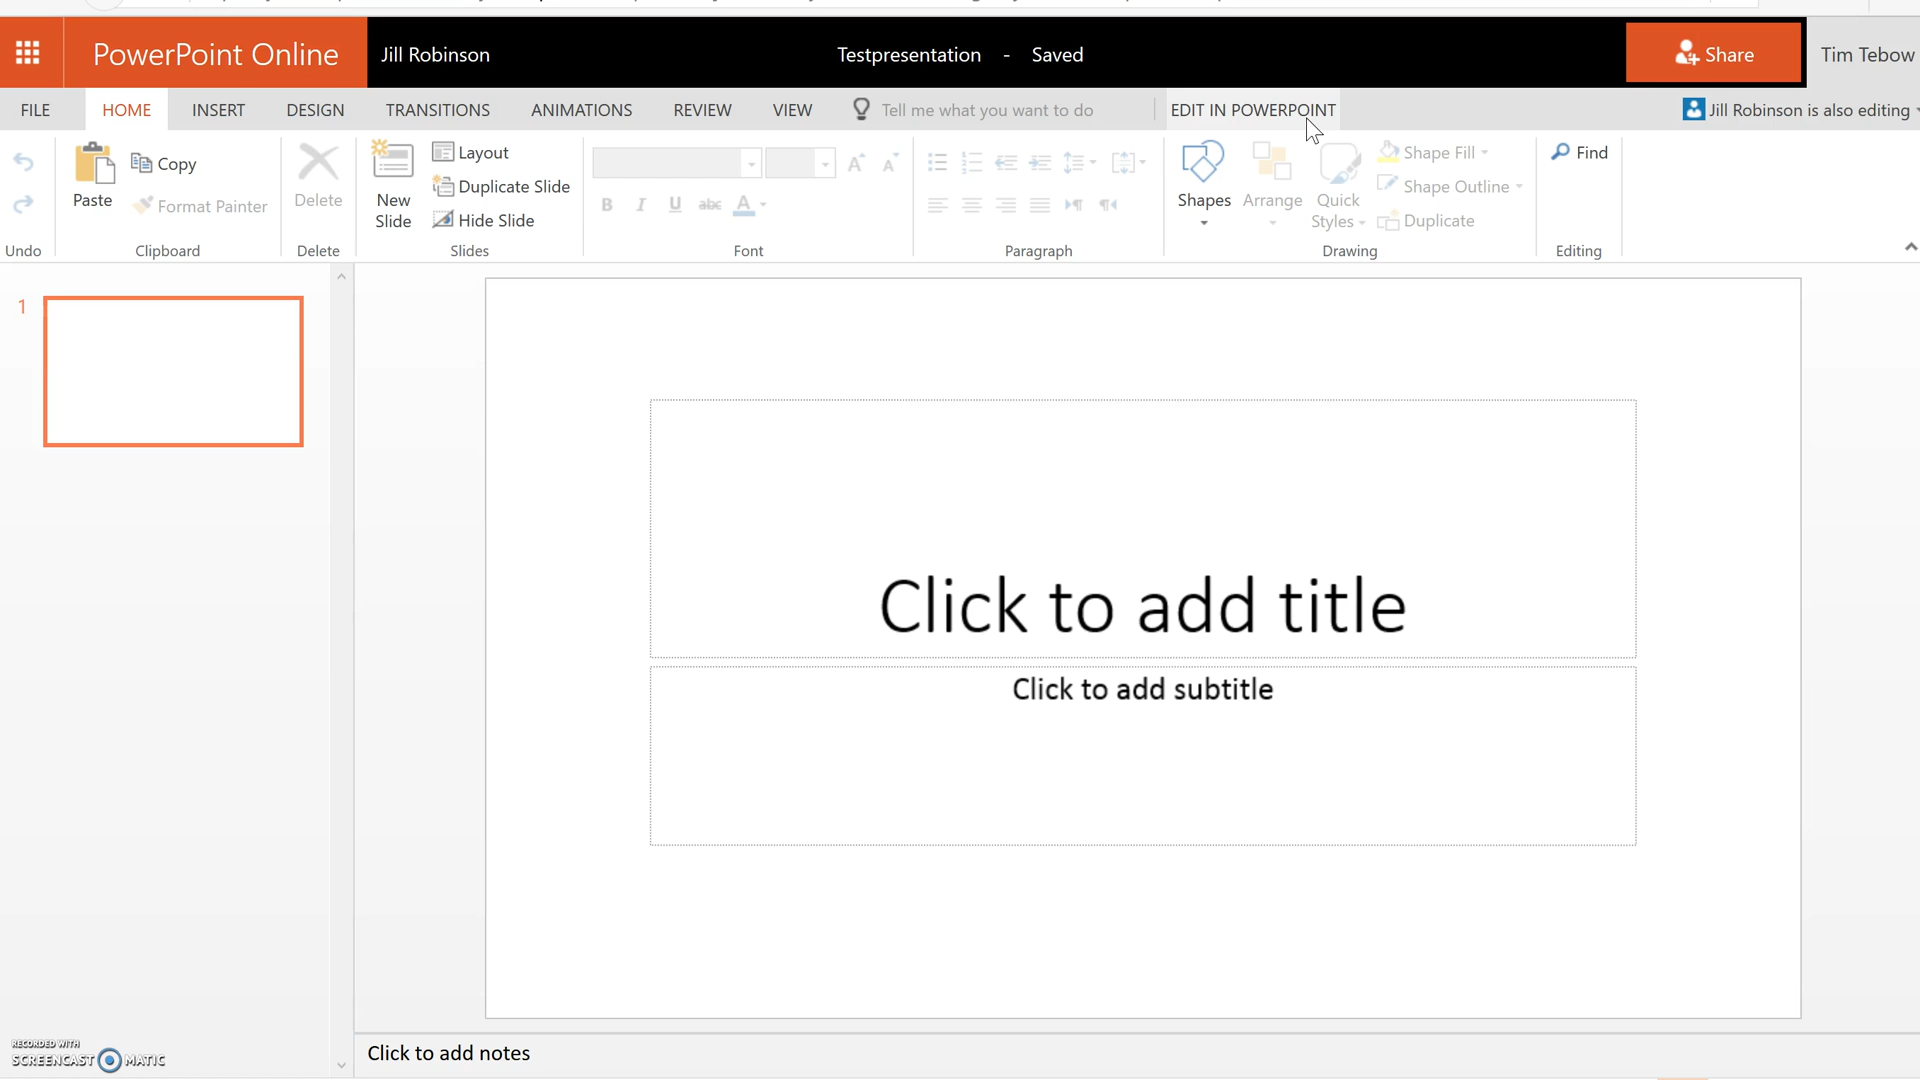 PowerPoint Online
Jill Robinson
Testpresentation - Saved
Share
Tim Tebow
FILE HOME INSERT DESIGN TRANSITIONS ANIMATIONS REVIEW VIEW Tell me what you want to do EDIT IN POWERPOINT Jill Robinson is also editing
Paste
Copy
Format Painter
Delete
New
Slide
Layout
Duplicate Slide
Hide Slide
B I U abc A
Shapes
Arrange
Quick
Styles
Shape Fill
Shape Outline
Duplicate
Find
Undo Clipboard Delete Slides Font Paragraph Drawing Editing
1
Click to add title
Click to add subtitle
Click to add notes
RECORDED WITH
SCREENCAST MATIC